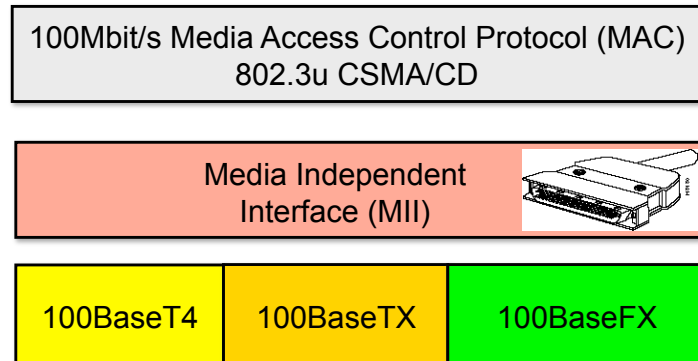 100Mbit/s Media Access Control Protocol (MAC)
802.3u CSMA/CD
Media Independent
Interface (MII)
100BaseT4 100BaseTX 100BaseFX